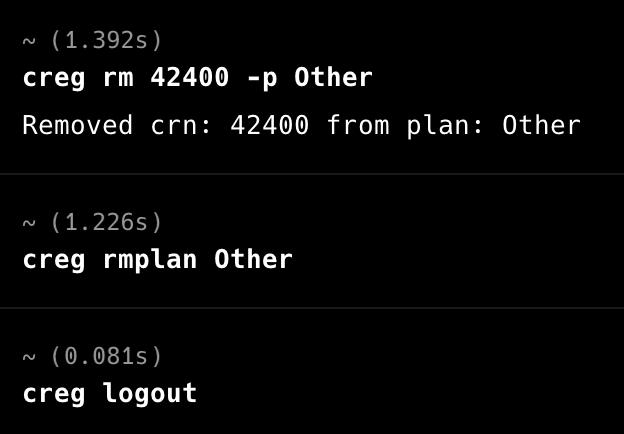 ~ (1.392s)
creg rm 42400 -p Other
Removed crn: 42400 from plan: Other
~ (1.226s)
creg rmplan Other
~ (0.081s)
creg logout